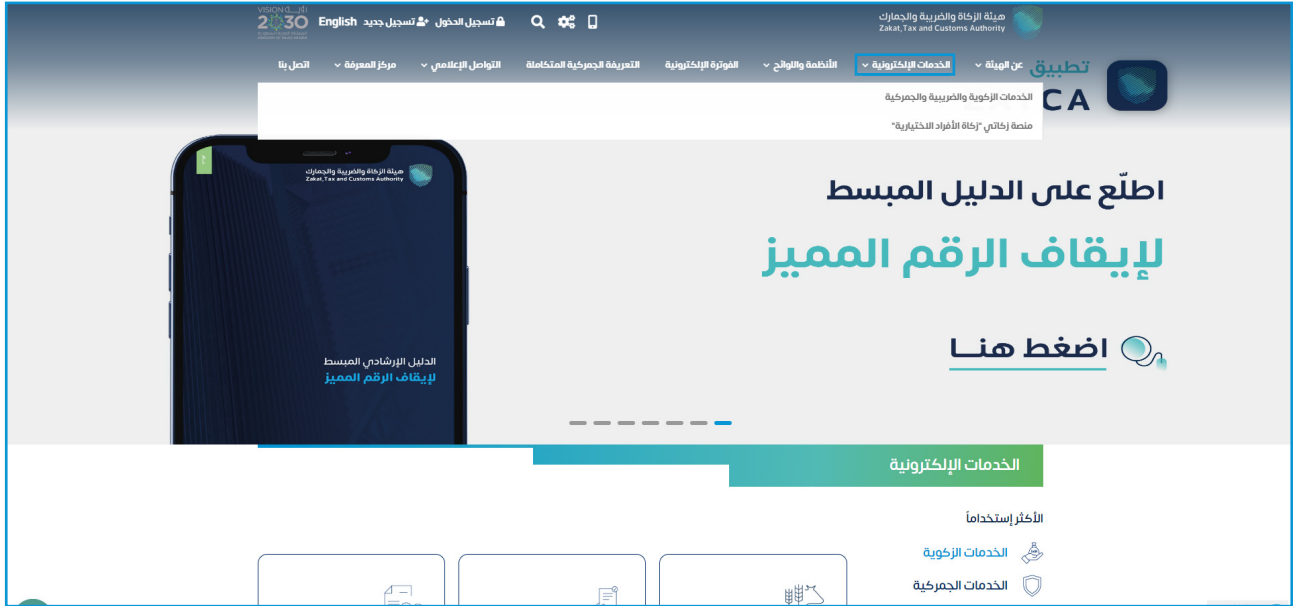 هيئة الزكاة والضريبة والجمارك
Zakat, Tax and Customs Authority
تسجيل الدخول
تسجيل جديد
English
VISION رؤيـــة
2030
عن الهيئة
الخدمات الإلكترونية
الأنظمة واللوائح
الفوترة الإلكترونية
التعريفة الجمركية المتكاملة
التواصل الإعلامي
مركز المعرفة
اتصل بنا
الخدمات الزكوية والضريبية والجمركية
منصة زكاتي "زكاة الأفراد الاختيارية"
تطبيق
CA
اطلّع على الدليل المبسط
لإيقاف الرقم المميز
اضغط هنــا
هيئة الزكاة والضريبة والجمارك
Zakat, Tax and Customs Authority
الدليل الإرشادي المبسط
لإيقاف الرقم المميز
الخدمات الإلكترونية
الأكثر إستخداماً
الخدمات الزكوية
الخدمات الجمركية